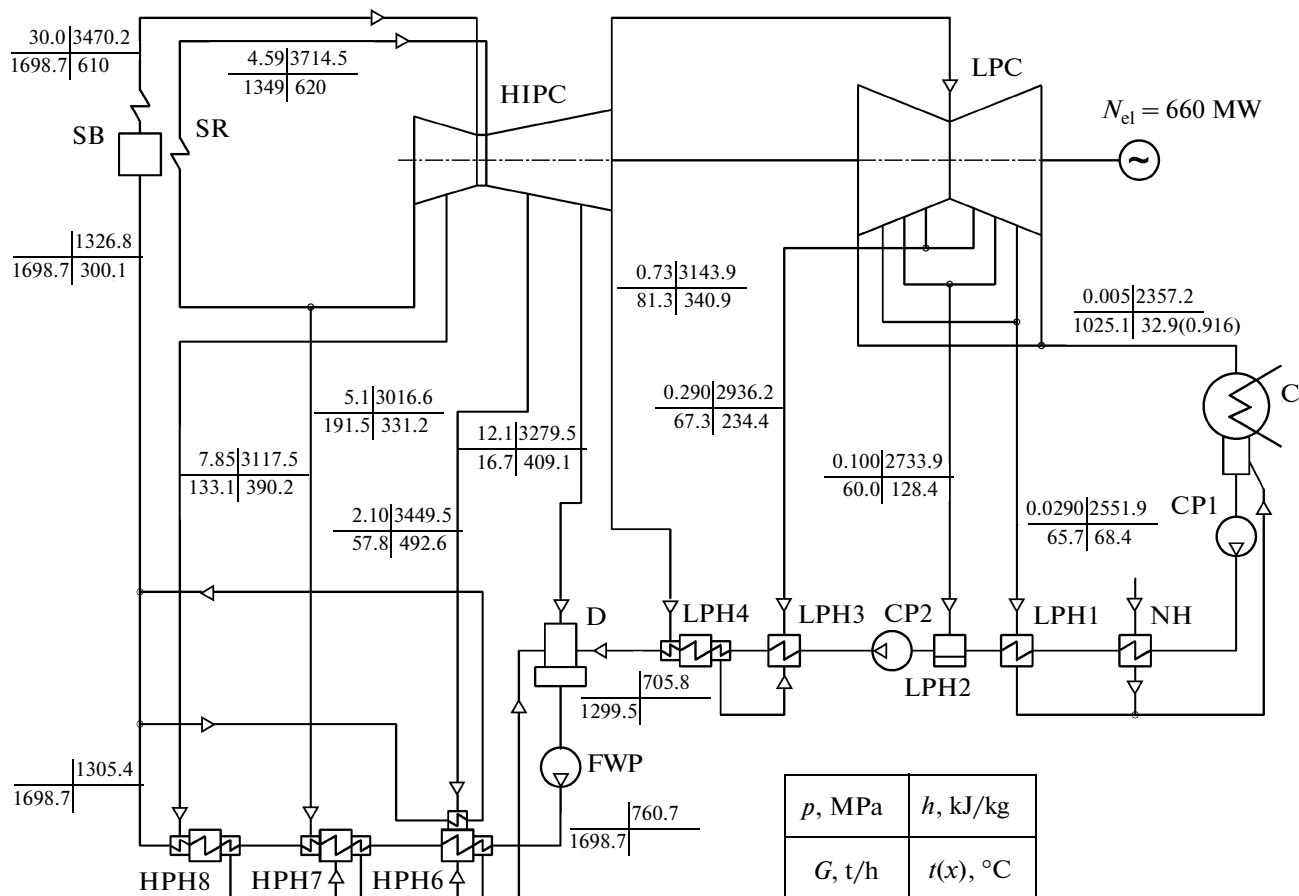 30.0 3470.2
1698.7 610
4.59 3714.5
1349 620
HIPC
LPC
N_el = 660 MW
SB
SR
~
1326.8
1698.7 300.1
0.73 3143.9
81.3 340.9
0.005 2357.2
1025.1 32.9(0.916)
5.1 3016.6
191.5 331.2
0.290 2936.2
67.3 234.4
C
12.1 3279.5
16.7 409.1
7.85 3117.5
133.1 390.2
0.100 2733.9
60.0 128.4
2.10 3449.5
57.8 492.6
0.0290 2551.9
65.7 68.4
CP1
D
LPH4
LPH3
CP2
LPH2
LPH1
NH
705.8
1299.5
FWP
1305.4
1698.7
760.7
1698.7
p, MPa h, kJ/kg
G, t/h t(x), °C
HPH8
HPH7
HPH6